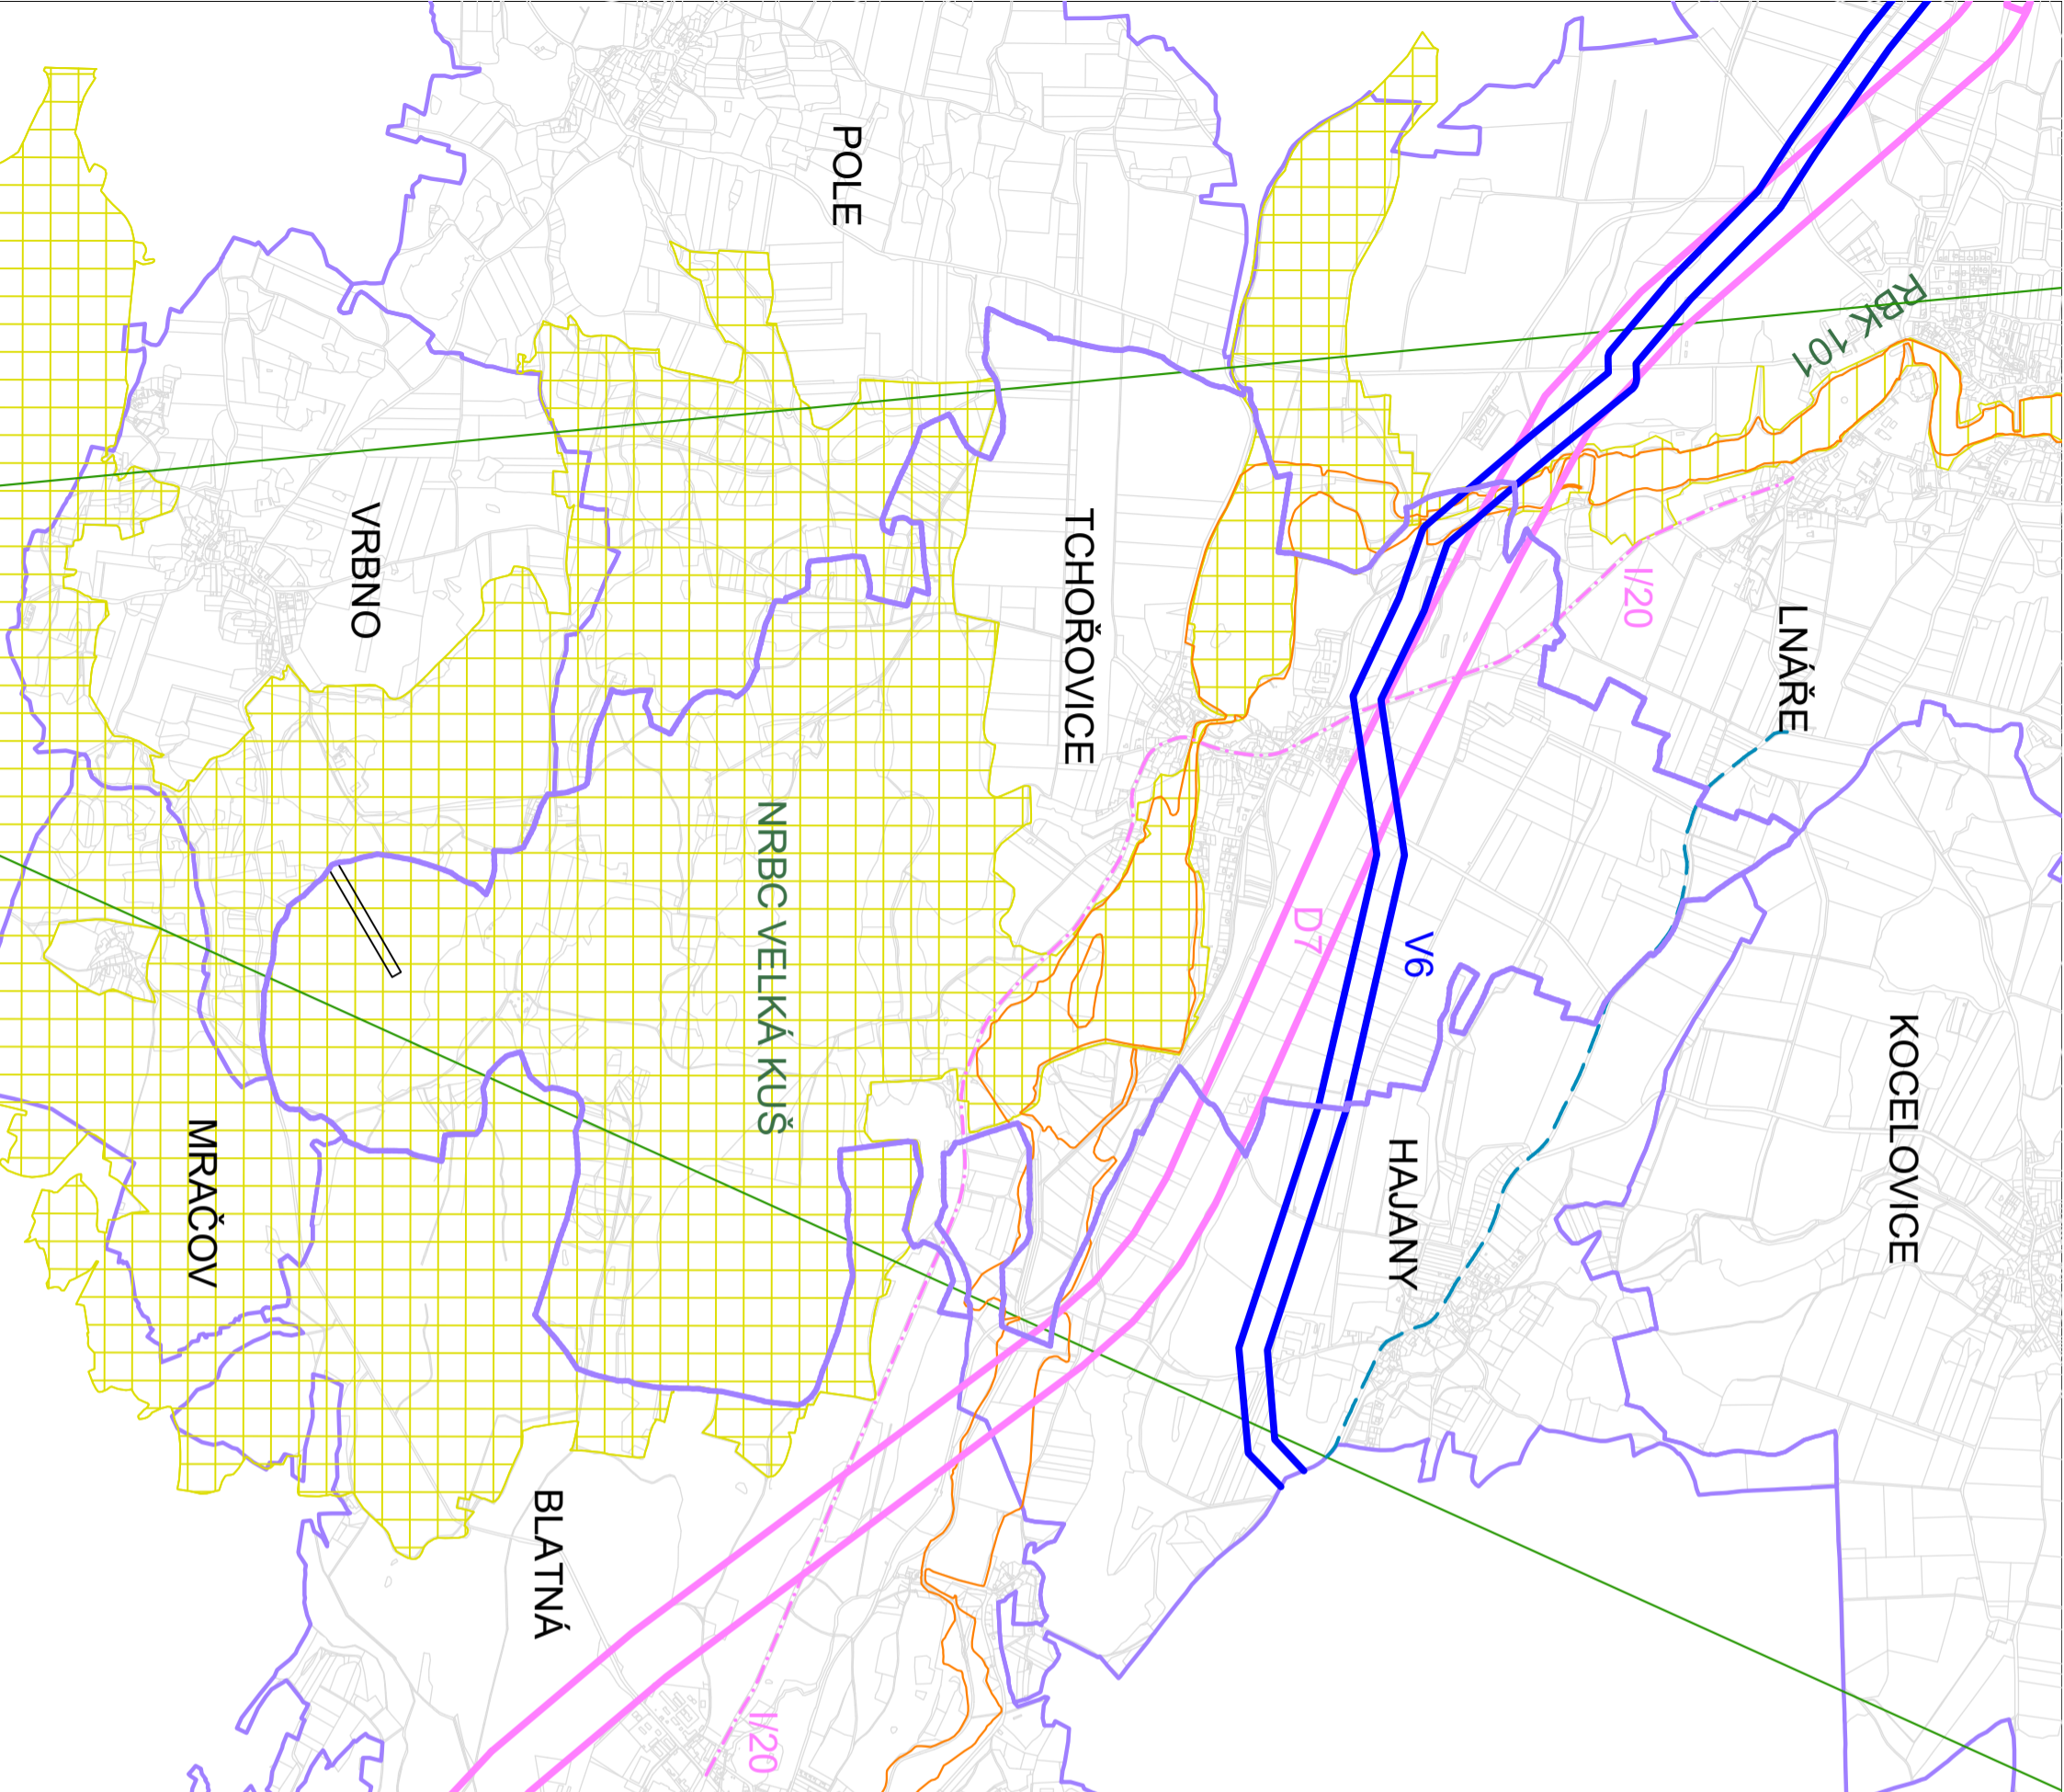 KOCELOVICE
LNÁŘE
RBK 101
I/20
HAJANY
V6
D7
TCHOŘOVICE
POLE
NRBC VELKÁ KUŠ
I/20
BLATNÁ
VRBNO
MRAČOV